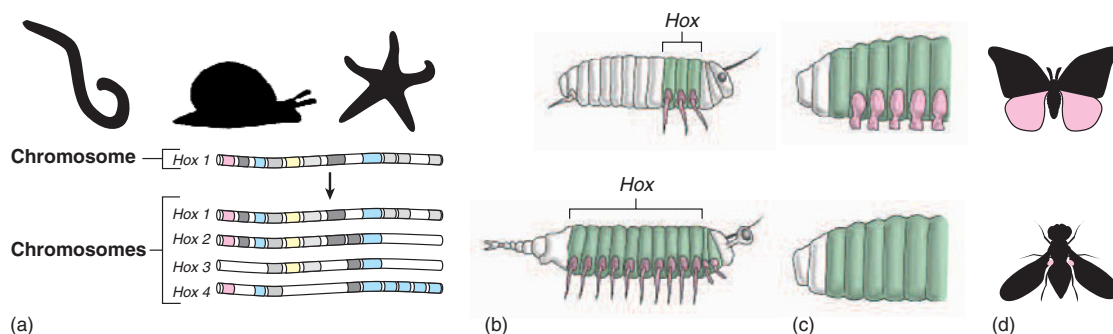 Chromosome
Hox 1
Chromosomes
Hox 1
Hox 2
Hox 3
Hox 4
(a)
Hox
Hox
(b)
(c)
(d)